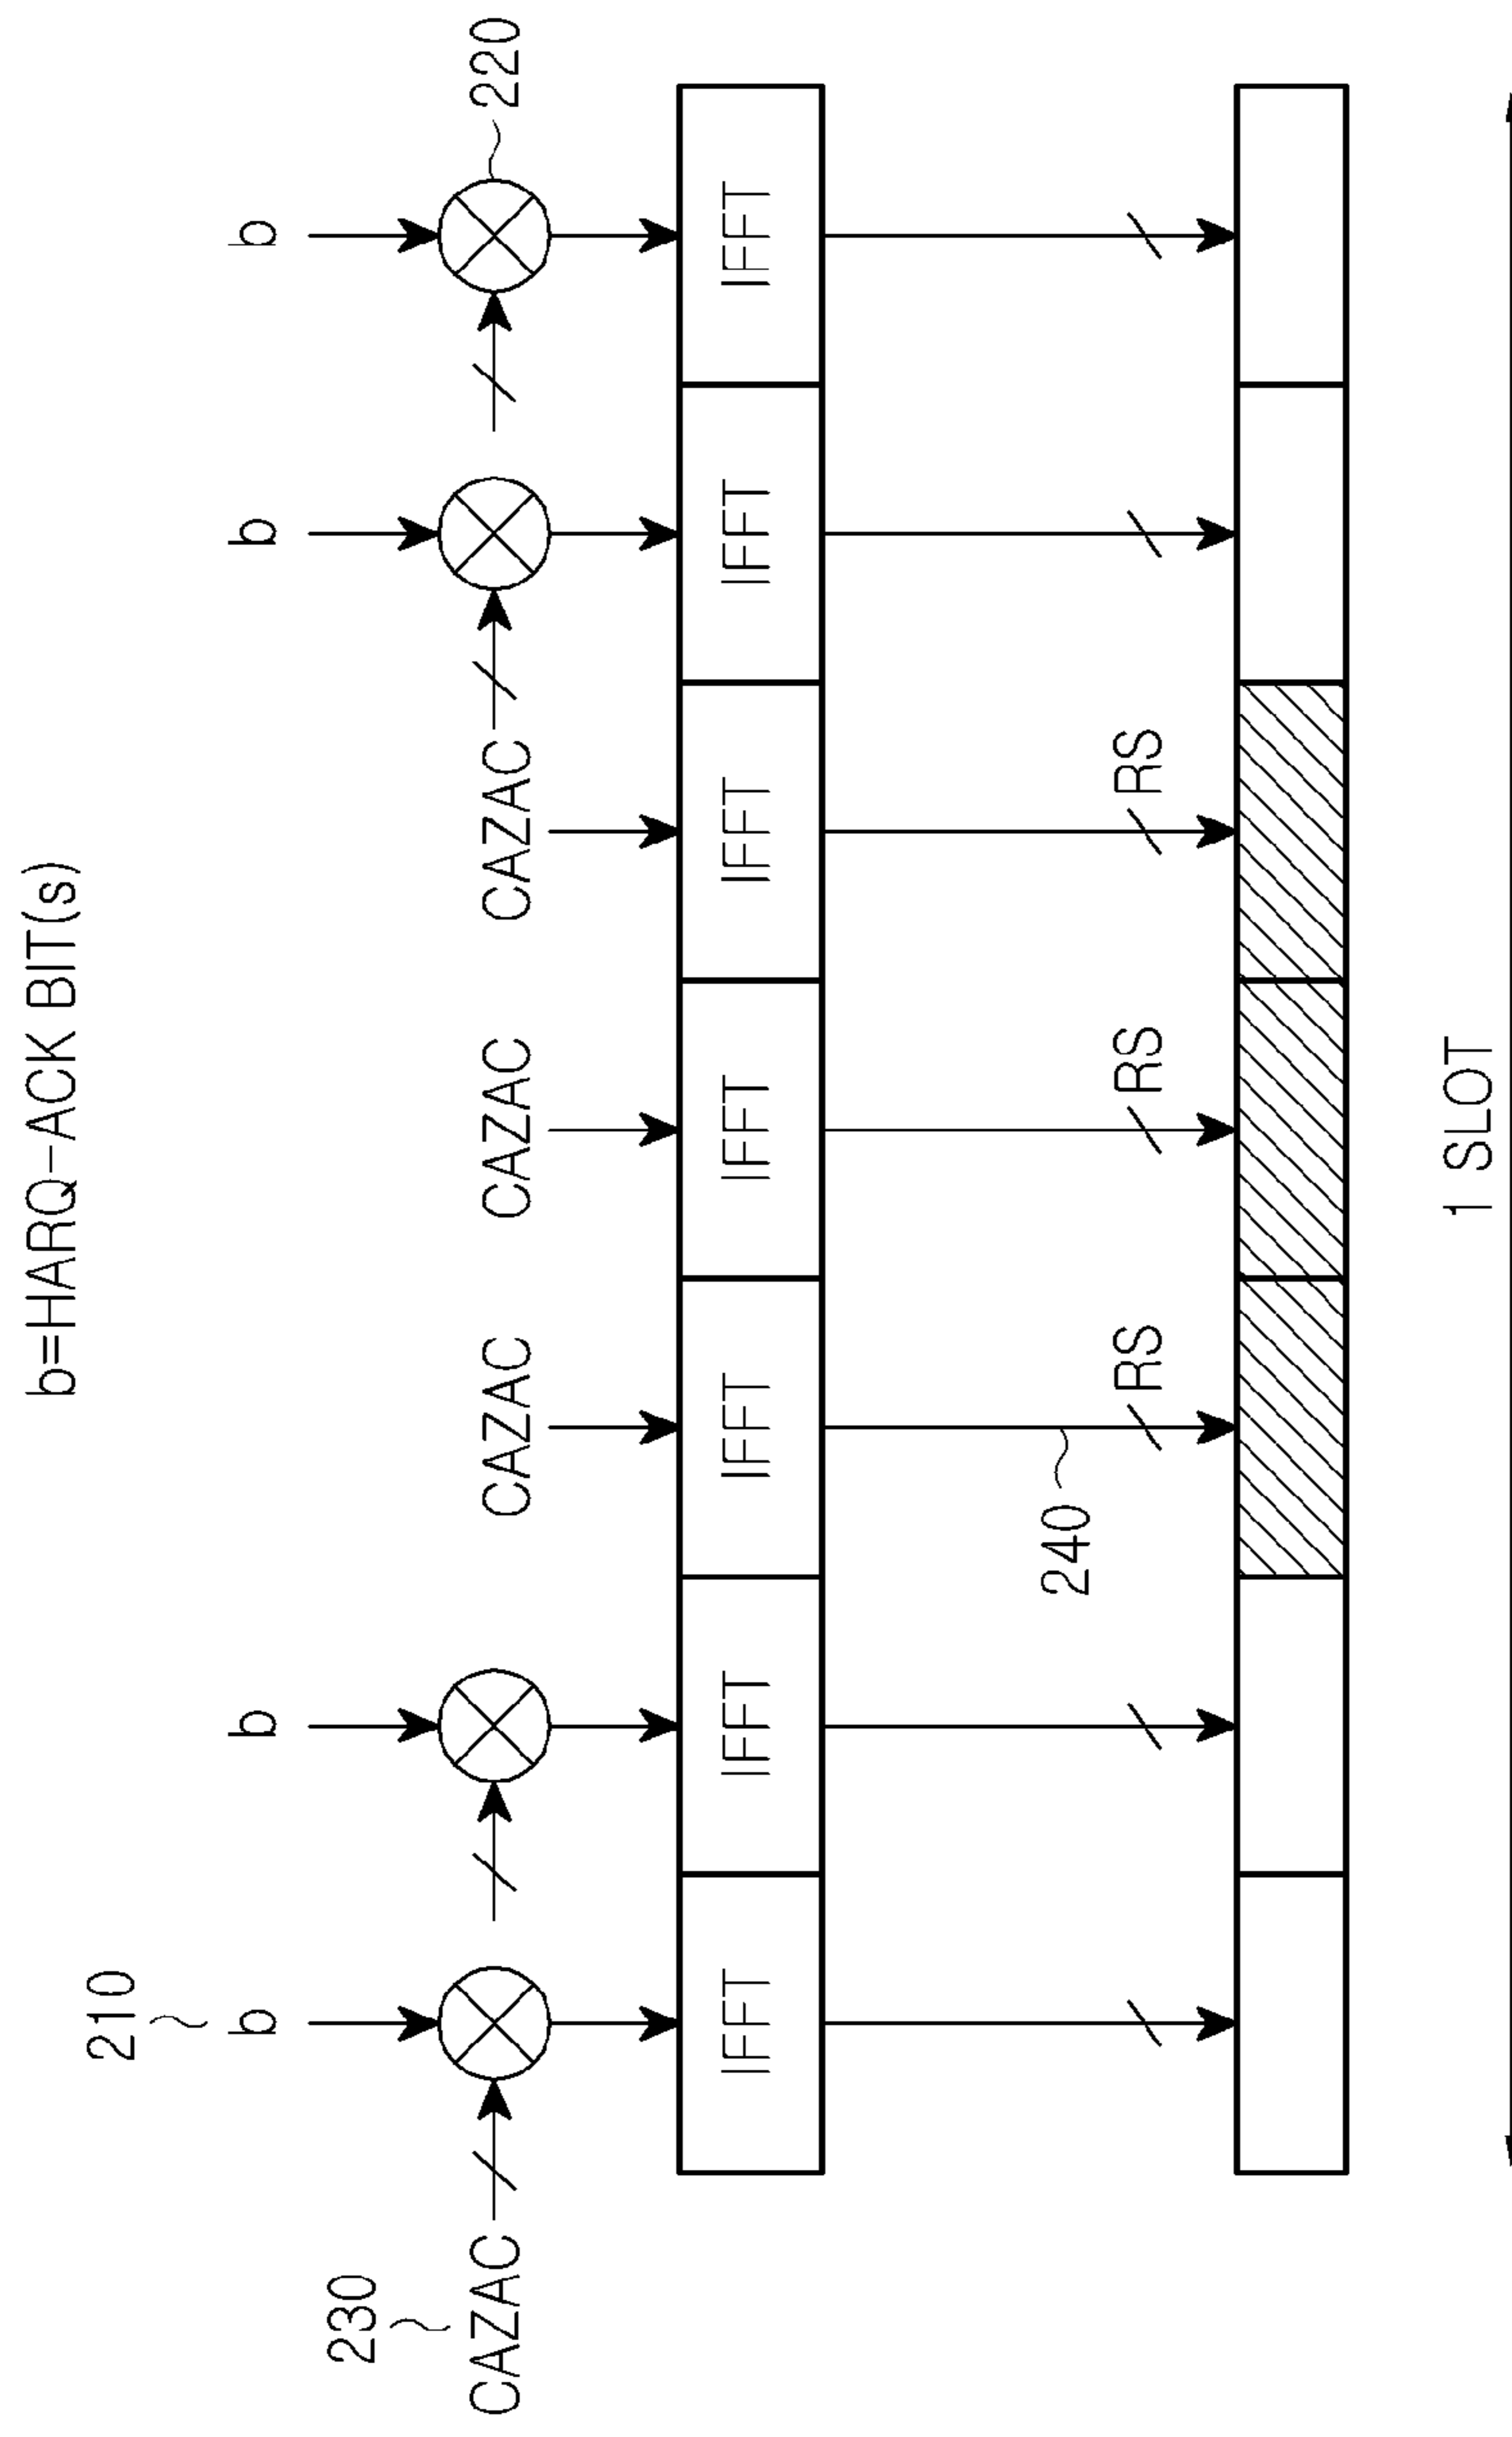 b=HARQ-ACK BIT(s)
210
b
b
b
b
230
CAZAC
CAZAC
CAZAC
CAZAC
220
IFFT
IFFT
IFFT
IFFT
IFFT
IFFT
IFFT
240
RS
RS
RS
1 SLOT